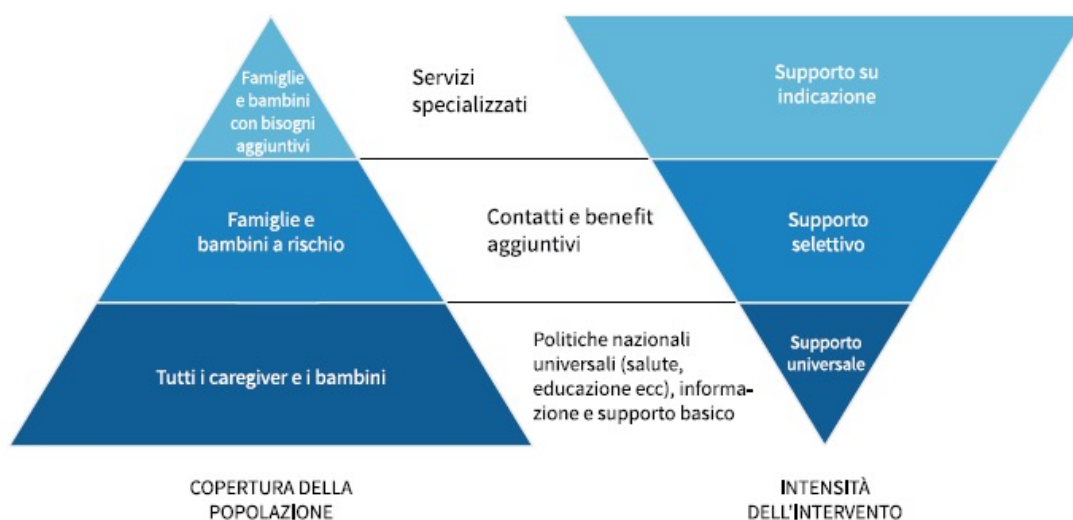 Famiglie
e bambini
con bisogni
aggiuntivi
Servizi
specializzati
Supporto su
indicazione
Famiglie e
bambini a rischio
Contatti e benefit
aggiuntivi
Supporto
selettivo
Tutti i caregiver e i bambini
Politiche nazionali
universali (salute,
educazione ecc), informa-
zione e supporto basico
Supporto
universale
COPERTURA DELLA
POPOLAZIONE
INTENSITÀ
DELL'INTERVENTO